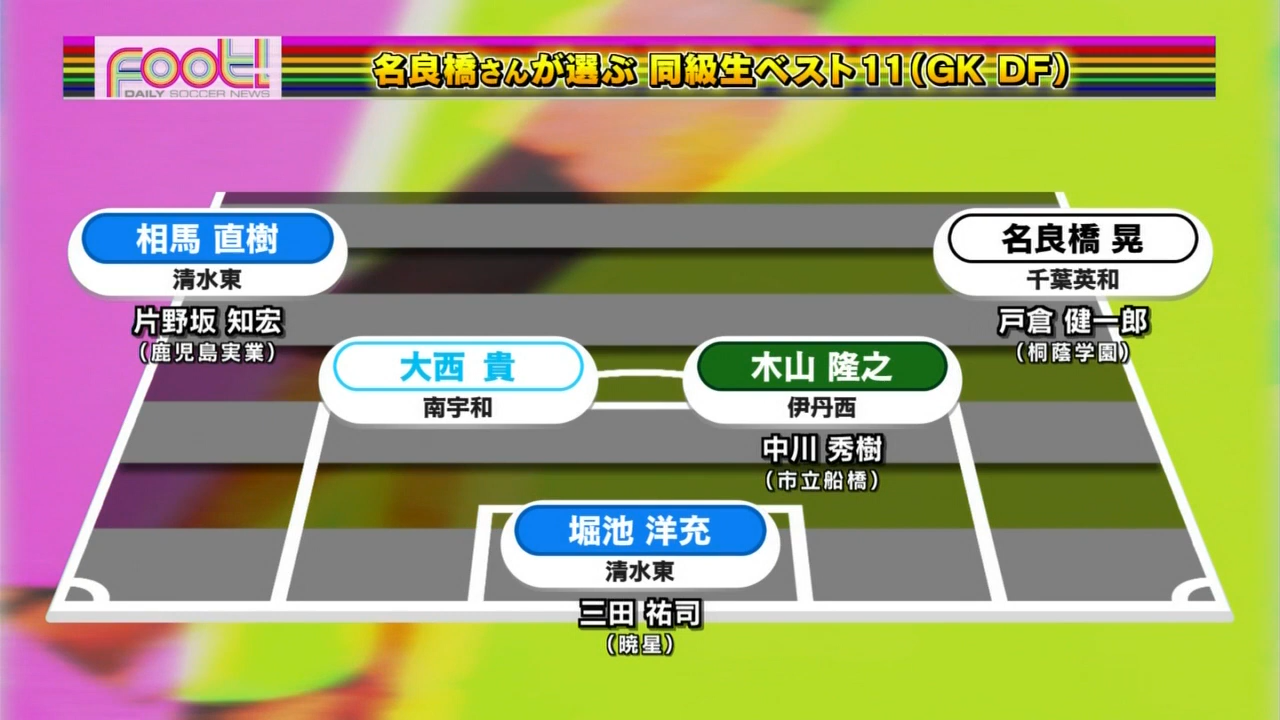 Foot!
DAILY SOCCER NEWS
名良橋さんが選ぶ 同級生ベスト11(GK DF)
相馬 直樹
清水東
片野坂 知宏
(鹿児島実業)
名良橋 晃
千葉英和
戸倉 健一郎
(桐蔭学園)
大西 貴
南宇和
木山 隆之
伊丹西
中川 秀樹
(市立船橋)
堀池 洋充
清水東
三田 祐司
(暁星)